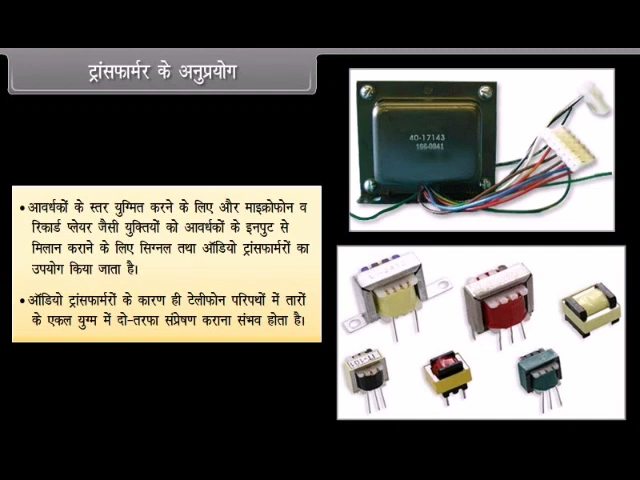 ट्रांसफार्मर के अनुप्रयोग
• आवर्धकों के स्तर युग्मित करने के लिए और माइक्रोफोन व
रिकार्ड प्लेयर जैसी युक्तियों को आवर्धकों के इनपुट से
मिलान कराने के लिए सिग्नल तथा ऑडियो ट्रांसफार्मरों का
उपयोग किया जाता है।
• ऑडियो ट्रांसफार्मरों के कारण ही टेलीफोन परिपथों में तारों
के एकल युग्म में दो-तरफा संप्रेषण कराना संभव होता है।
40-17143
166-0041